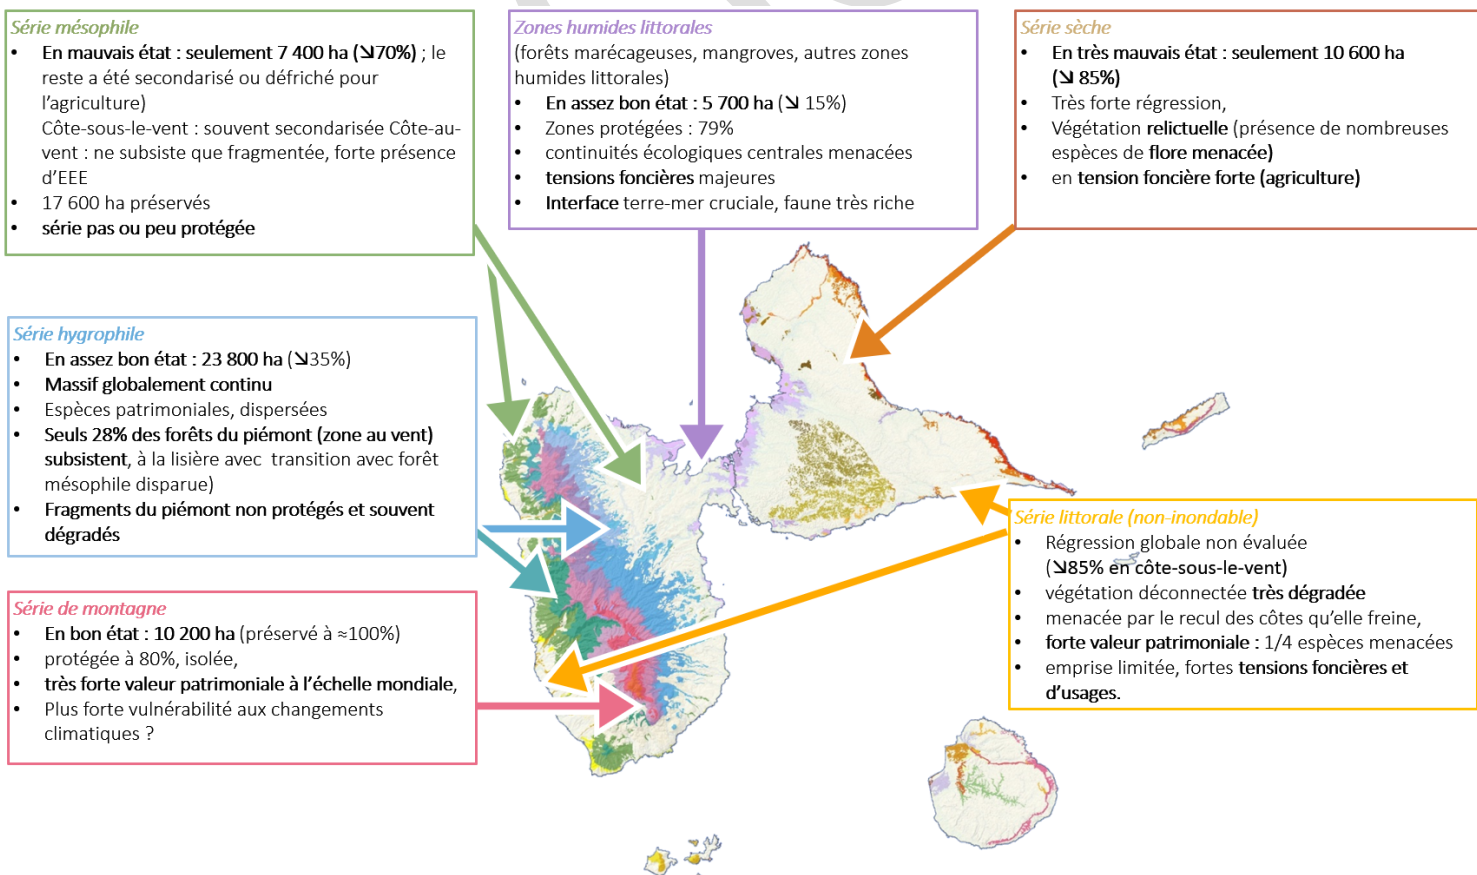 Série mésophile
• En mauvais état : seulement 7 400 ha (↘70%) ; le
reste a été secondarisé ou défriché pour
l’agriculture)
Côte-sous-le-vent : souvent secondarisée Côte-au-
vent : ne subsiste que fragmentée, forte présence
d’EEE
• 17 600 ha préservés
• série pas ou peu protégée
Zones humides littorales
(forêts marécageuses, mangroves, autres zones
humides littorales)
• En assez bon état : 5 700 ha (↘ 15%)
• Zones protégées : 79%
• continuités écologiques centrales menacées
• tensions foncières majeures
• Interface terre-mer cruciale, faune très riche
Série sèche
• En très mauvais état : seulement 10 600 ha
(↘ 85%)
• Très forte régression,
• Végétation relictuelle (présence de nombreuses
espèces de flore menacée)
• en tension foncière forte (agriculture)
Série hygrophile
• En assez bon état : 23 800 ha (↘35%)
• Massif globalement continu
• Espèces patrimoniales, dispersées
• Seuls 28% des forêts du piémont (zone au vent)
subsistent, à la lisière avec transition avec forêt
mésophile disparue)
• Fragments du piémont non protégés et souvent
dégradés
Série littorale (non-inondable)
• Régression globale non évaluée
(↘85% en côte-sous-le-vent)
• végétation déconnectée très dégradée
• menacée par le recul des côtes qu’elle freine,
• forte valeur patrimoniale : 1/4 espèces menacées
• emprise limitée, fortes tensions foncières et
d’usages.
Série de montagne
• En bon état : 10 200 ha (préservé à ≈100%)
• protégée à 80%, isolée,
• très forte valeur patrimoniale à l’échelle mondiale,
• Plus forte vulnérabilité aux changements
climatiques ?